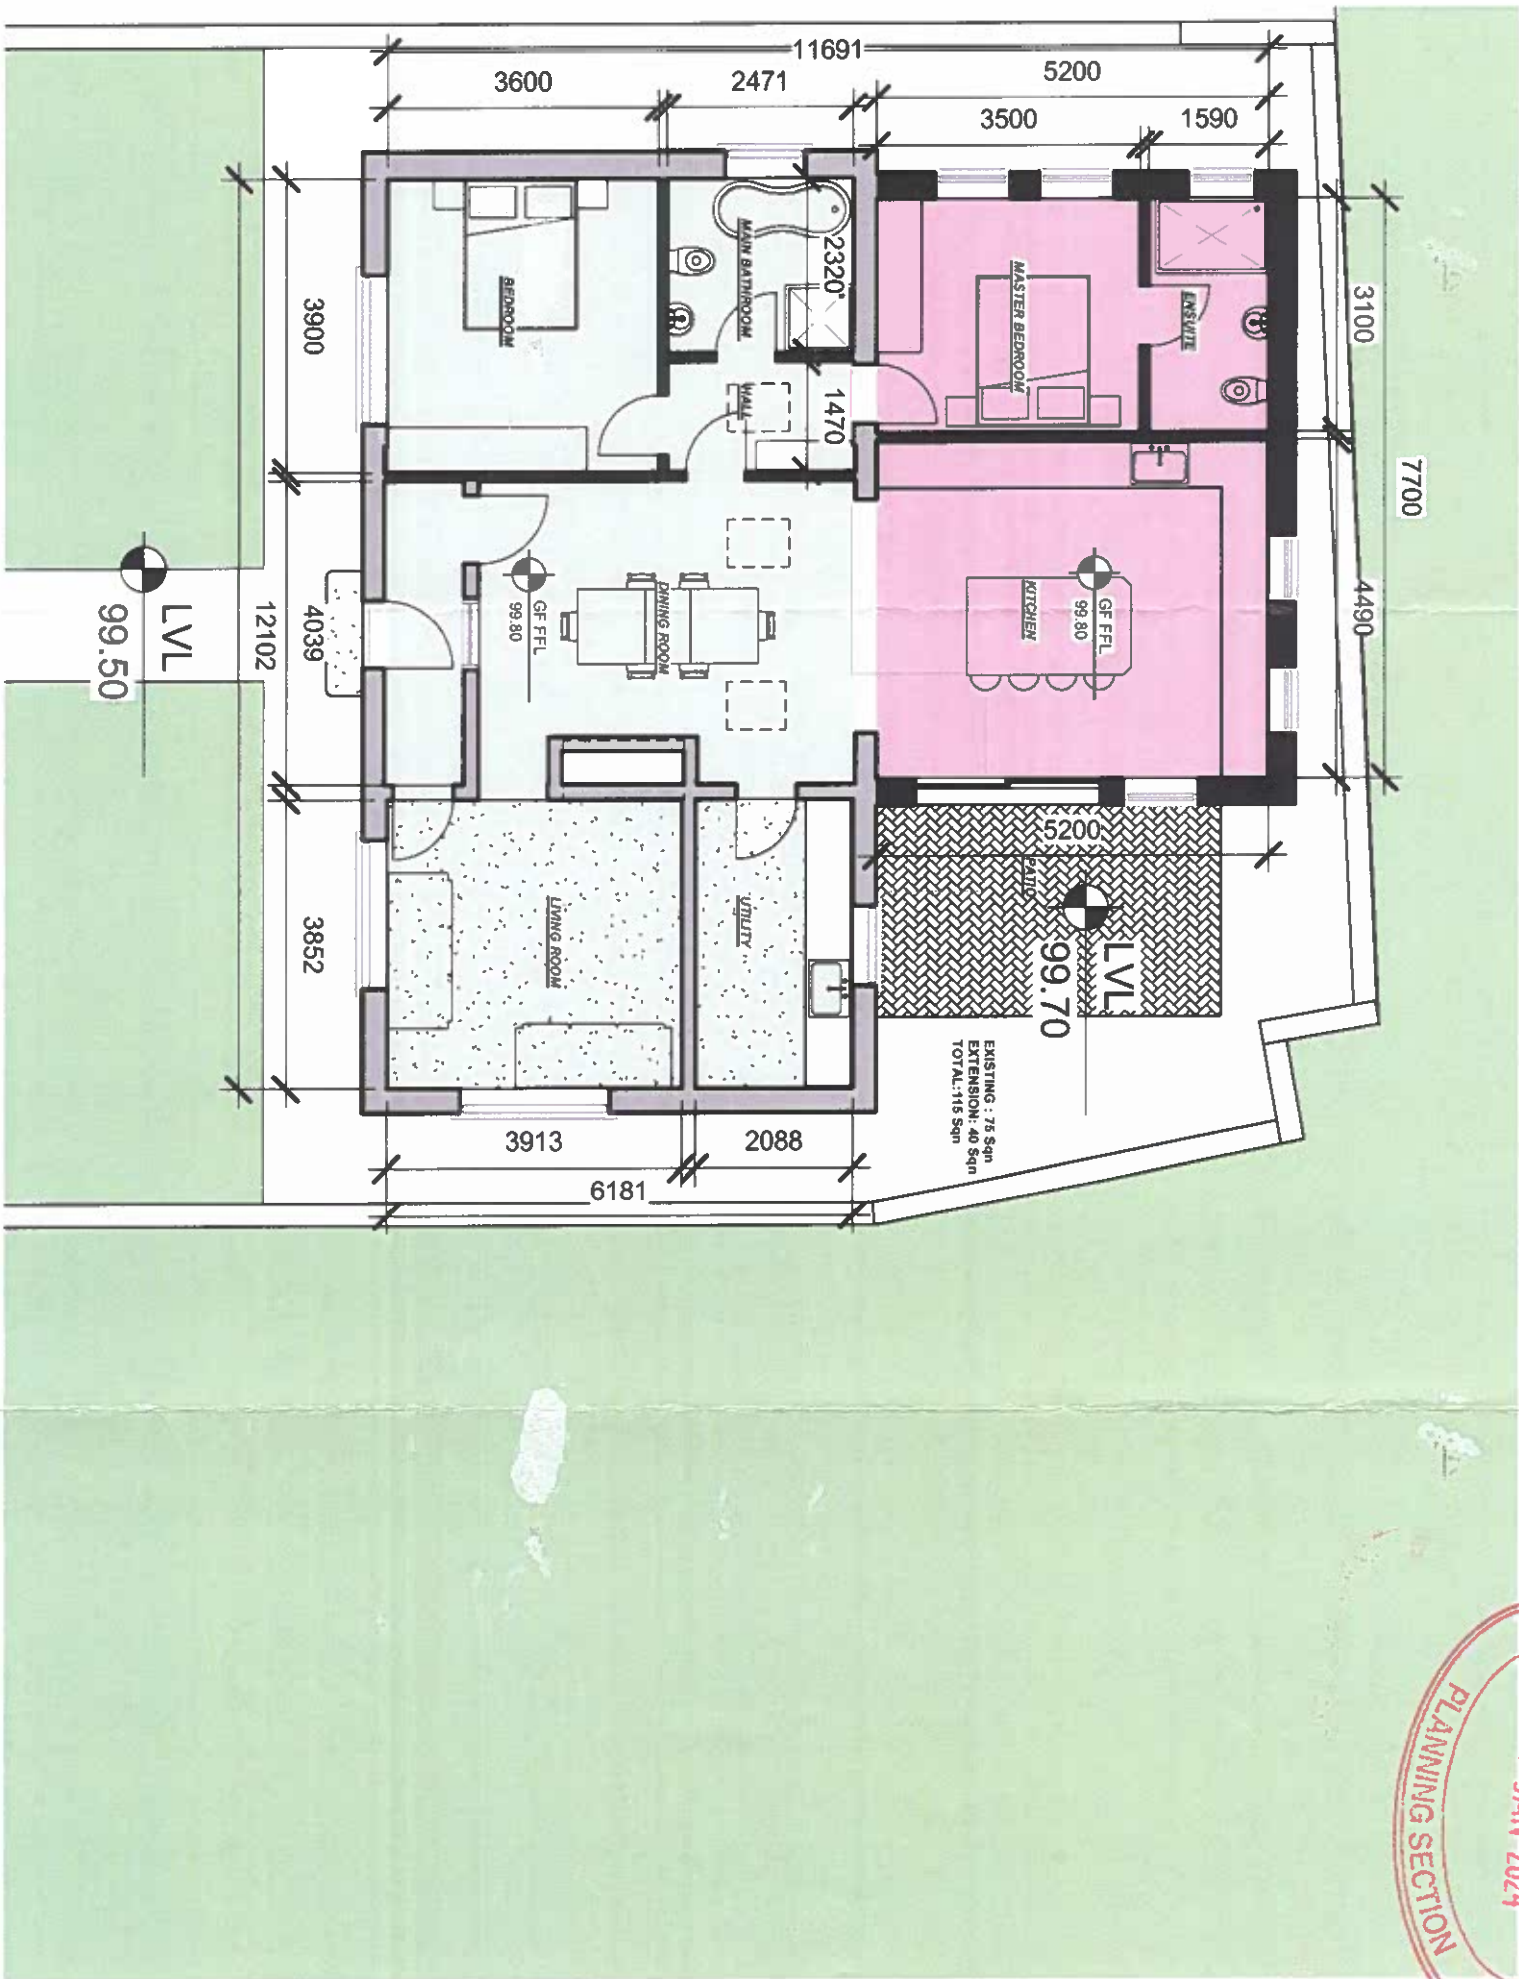 11691
3600
2471
5200
3500
1590
3100
7700
4490
BEDROOM
MAIN BATHROOM
2320
MASTER BEDROOM
ENSUITE
HALL
1470
3900
4039
12102
3852
LVL
99.50
GF FFL
99.80
DINING ROOM
KITCHEN
GF FFL
99.80
LIVING ROOM
UTILITY
5200
PATIO
LVL
99.70
EXISTING : 75 Sqn
EXTENSION: 40 Sqn
TOTAL:115 Sqn
3913
2088
6181
2024
PLANNING SECTION